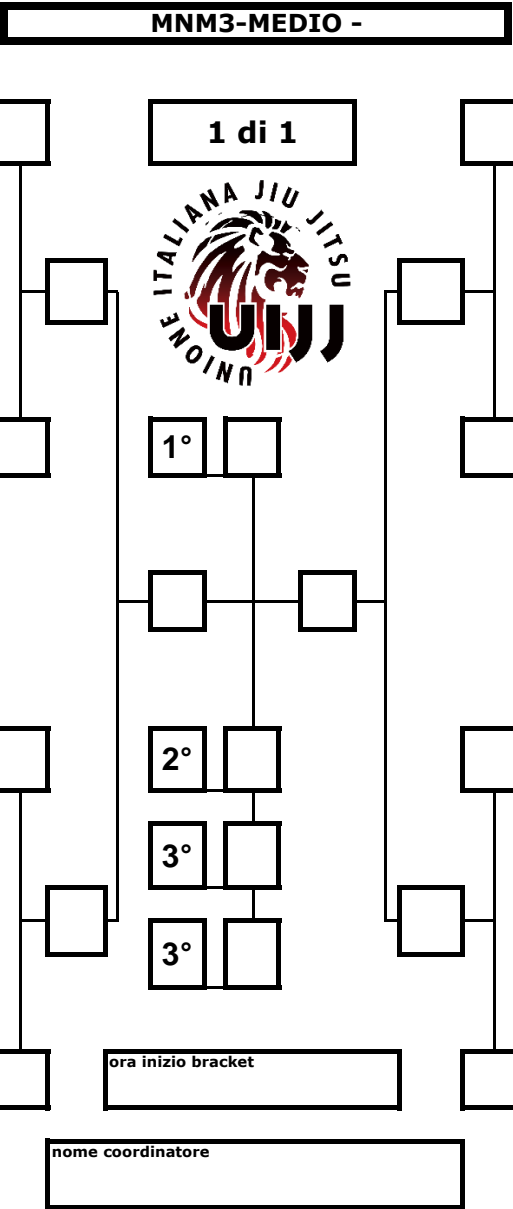 MNM3-MEDIO -
1 di 1
UNIONE ITALIANA JIU JITSU
UIJJ
1°
2°
3°
3°
ora inizio bracket
nome coordinatore